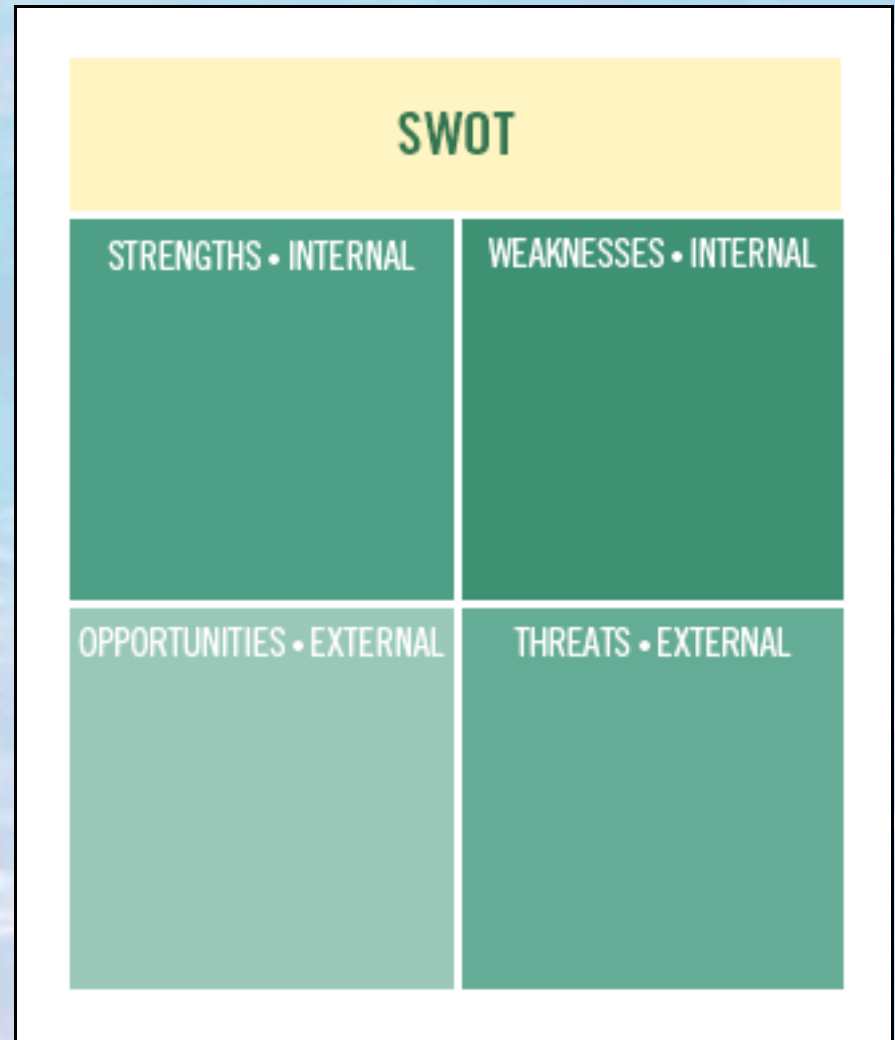 SWOT
STRENGTHS • INTERNAL
WEAKNESSES • INTERNAL
OPPORTUNITIES • EXTERNAL
THREATS • EXTERNAL